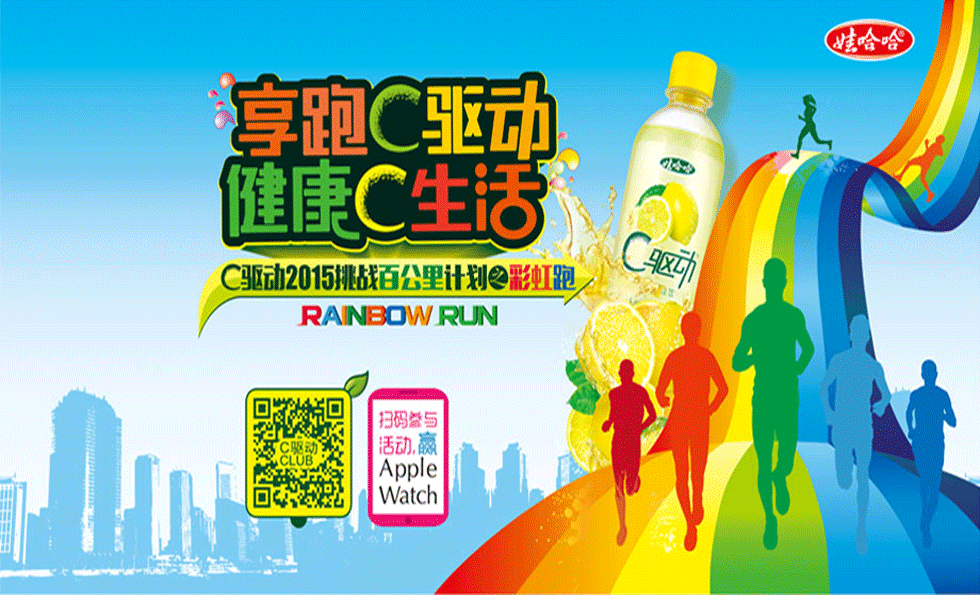 娃哈哈®
享跑C驱动
健康C生活
C驱动2015挑战百公里计划之彩虹跑
RAINBOW RUN
娃哈哈
C驱动
C驱动
CLUB
扫码参与
活动,赢
Apple
Watch